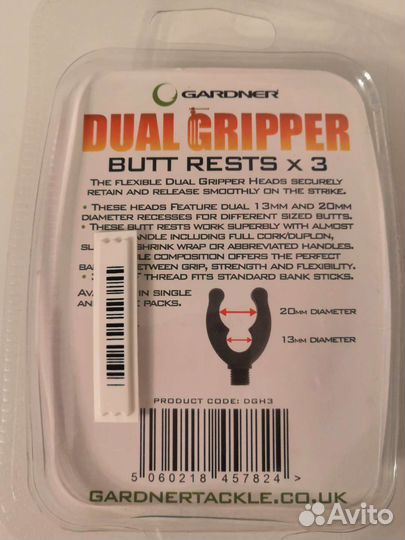 GARDNER
DUAL GRIPPER
BUTT RESTS x 3
THE FLEXIBLE DUAL GRIPPER HEADS SECURELY
RETAIN AND RELEASE SMOOTHLY ON THE STRIKE.
• THESE HEADS FEATURE DUAL 13MM AND 20MM
DIAMETER RECESSES FOR DIFFERENT SIZED BUTTS.
• THESE BUTT RESTS WORK SUPERBLY WITH ALMOST
HANDLE INCLUDING FULL CORK/DUPLON,
SHRINK WRAP OR ABBREVIATED HANDLES.
COMPOSITION OFFERS THE PERFECT
BETWEEN GRIP, STRENGTH AND FLEXIBILITY.
THREAD FITS STANDARD BANK STICKS.
IN SINGLE
PACKS.
20MM DIAMETER
13MM DIAMETER
PRODUCT CODE: DGH3
5 060218 457824 >
GARDNERTACKLE.CO.UK
Avito